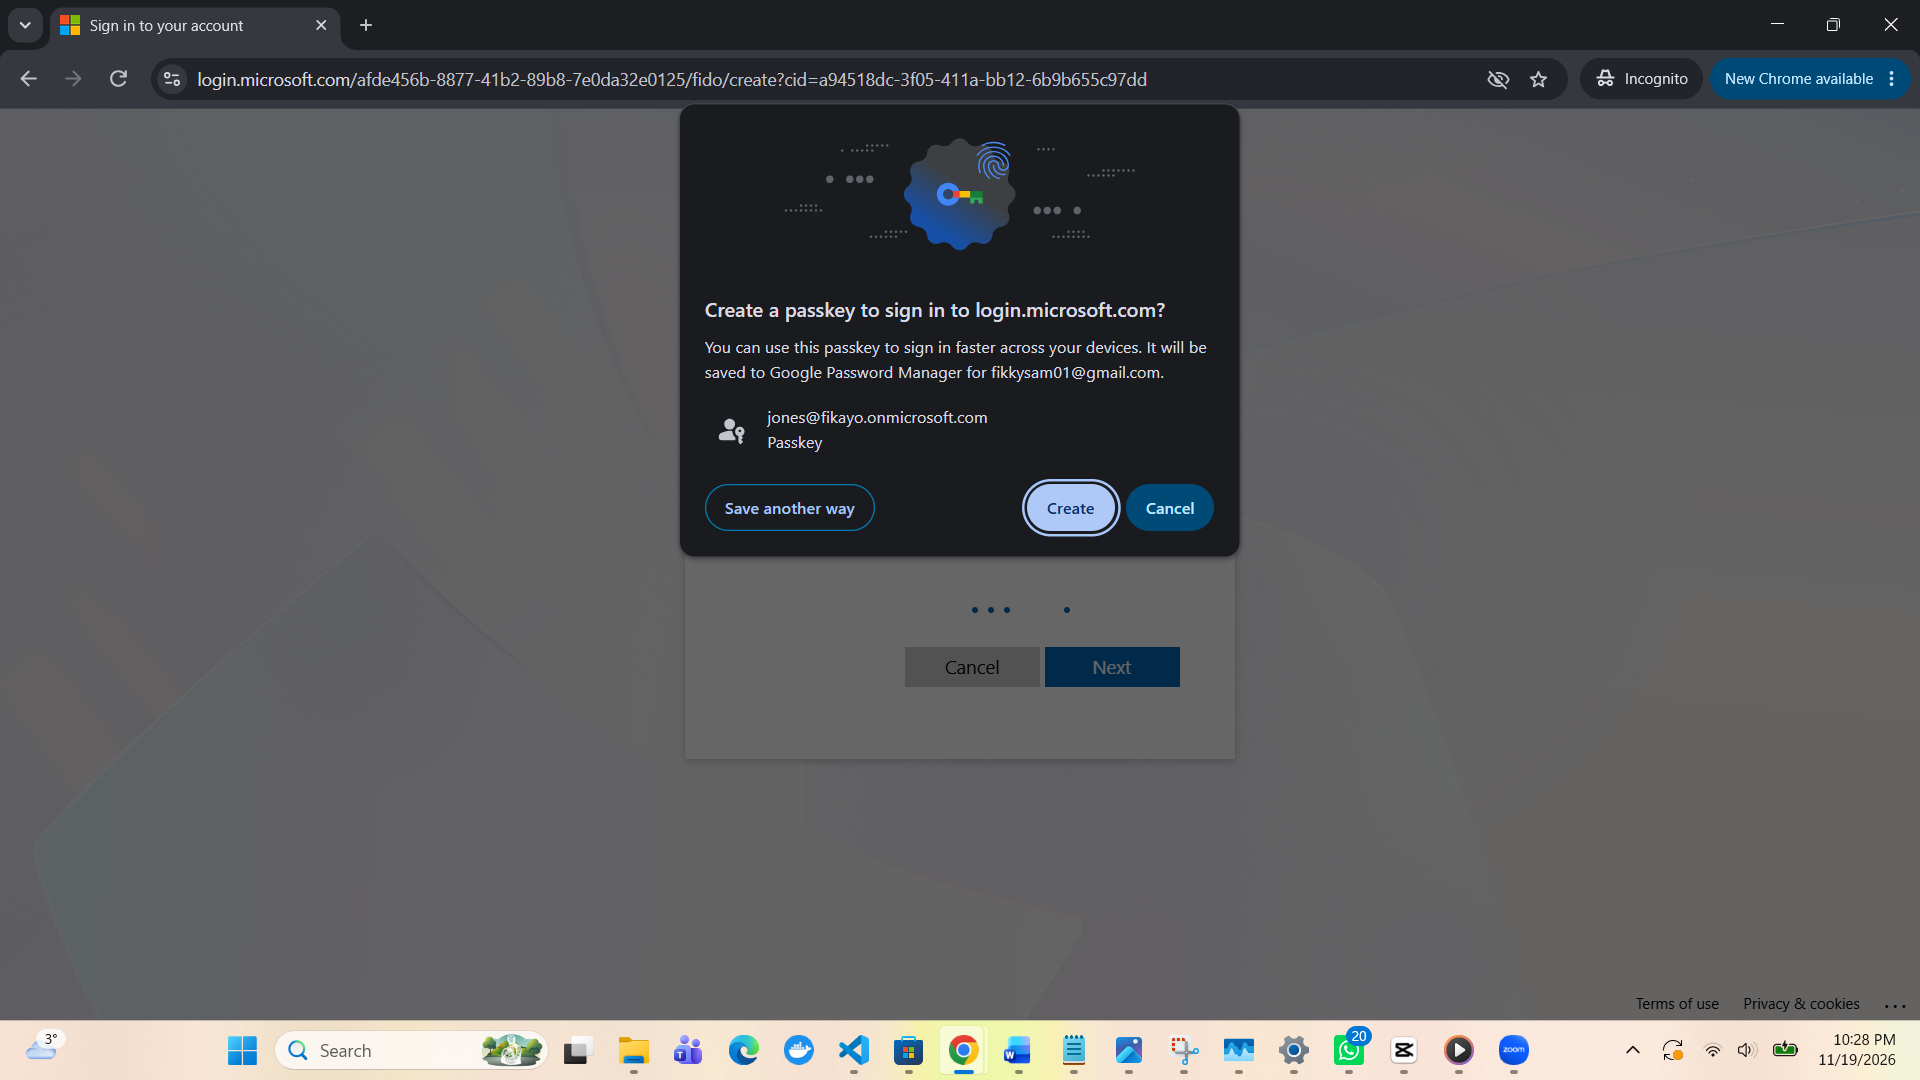 Sign in to your account
login.microsoft.com/afde456b-8877-41b2-89b8-7e0da32e0125/fido/create?cid=a94518dc-3f05-411a-bb12-6b9b655c97dd
Incognito
New Chrome available
Create a passkey to sign in to login.microsoft.com?
You can use this passkey to sign in faster across your devices. It will be
saved to Google Password Manager for fikkysam01@gmail.com.
jones@fikayo.onmicrosoft.com
Passkey
Save another way
Create
Cancel
Cancel
Next
Terms of use
Privacy & cookies
3°
Search
T
W
20
zoom
10:28 PM
11/19/2026